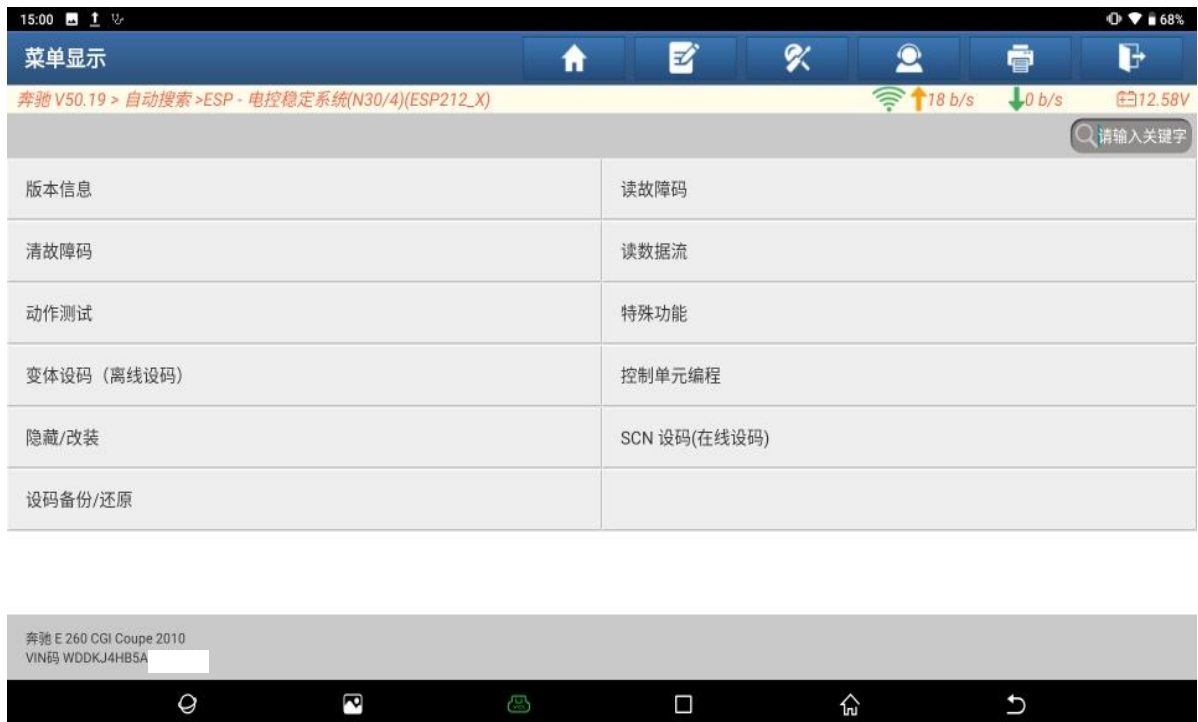 15:00 68%
菜单显示
奔驰 V50.19 > 自动搜索 >ESP - 电控稳定系统(N30/4)(ESP212_X) 18 b/s 0 b/s 12.58V
请输入关键字
版本信息 读故障码
清故障码 读数据流
动作测试 特殊功能
变体设码（离线设码） 控制单元编程
隐藏/改装 SCN 设码(在线设码)
设码备份/还原
奔驰 E 260 CGI Coupe 2010
VIN码 WDDKJ4HB5A